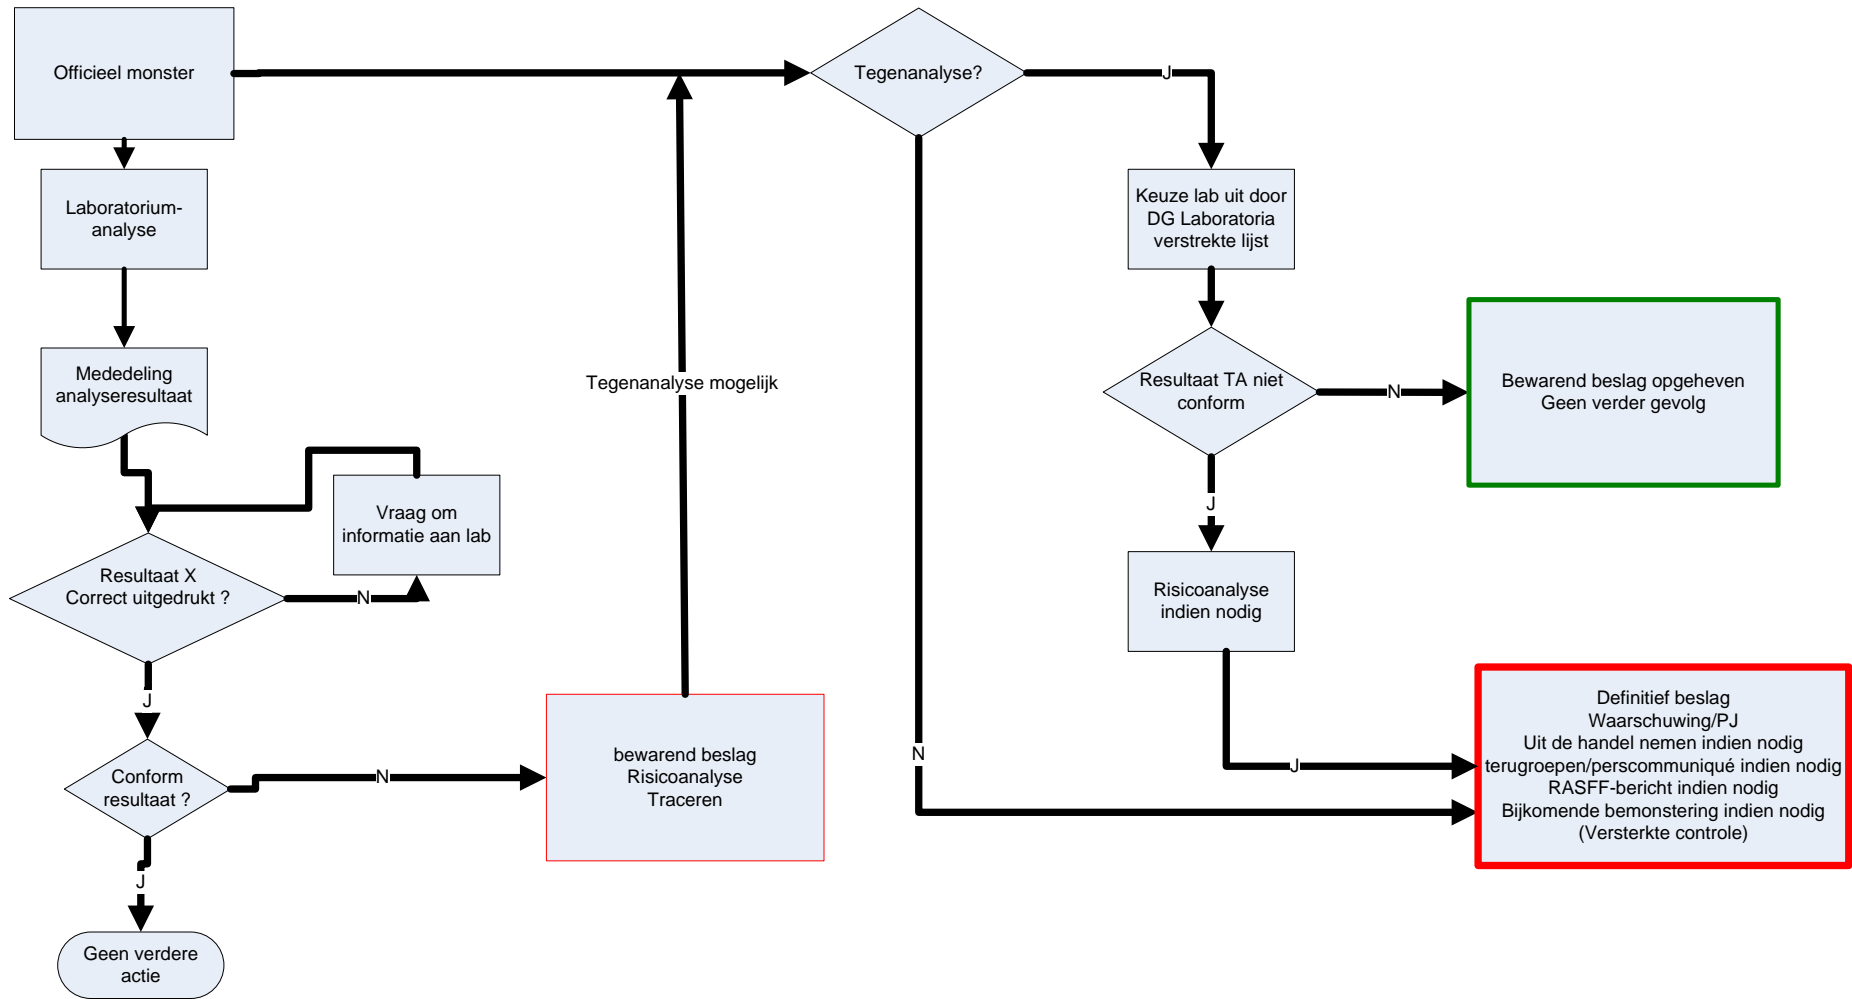 Officieel monster
Laboratorium-
analyse
Mededeling
analyseresultaat
Vraag om
informatie aan lab
Resultaat X
Correct uitgedrukt ?
N
J
Conform
resultaat ?
N
J
Geen verdere
actie
bewarend beslag
Risicoanalyse
Traceren
Tegenanalyse mogelijk
Tegenanalyse?
J
N
Keuze lab uit door
DG Laboratoria
verstrekte lijst
Resultaat TA niet
conform
N
J
Bewarend beslag opgeheven
Geen verder gevolg
Risicoanalyse
indien nodig
J
Definitief beslag
Waarschuwing/PJ
Uit de handel nemen indien nodig
terugroepen/perscommuniqué indien nodig
RASFF-bericht indien nodig
Bijkomende bemonstering indien nodig
(Versterkte controle)